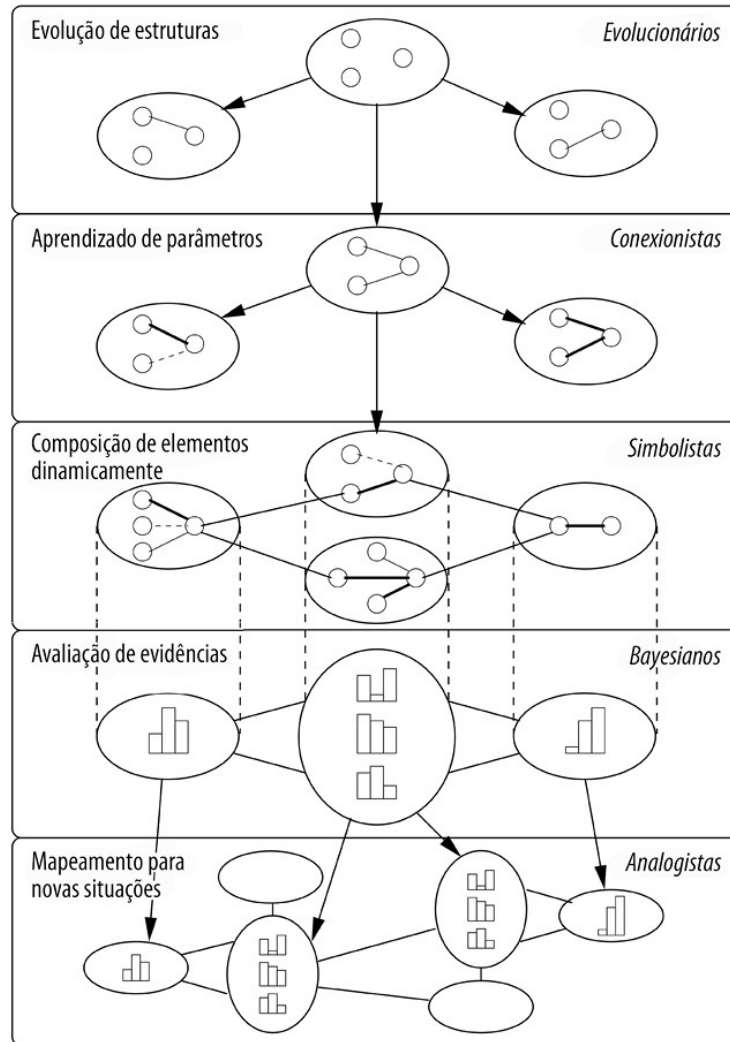 Evolução de estruturas
Evolucionários
Aprendizado de parâmetros
Conexionistas
Composição de elementos
dinamicamente
Simbolistas
Avaliação de evidências
Bayesianos
Mapeamento para
novas situações
Analogistas